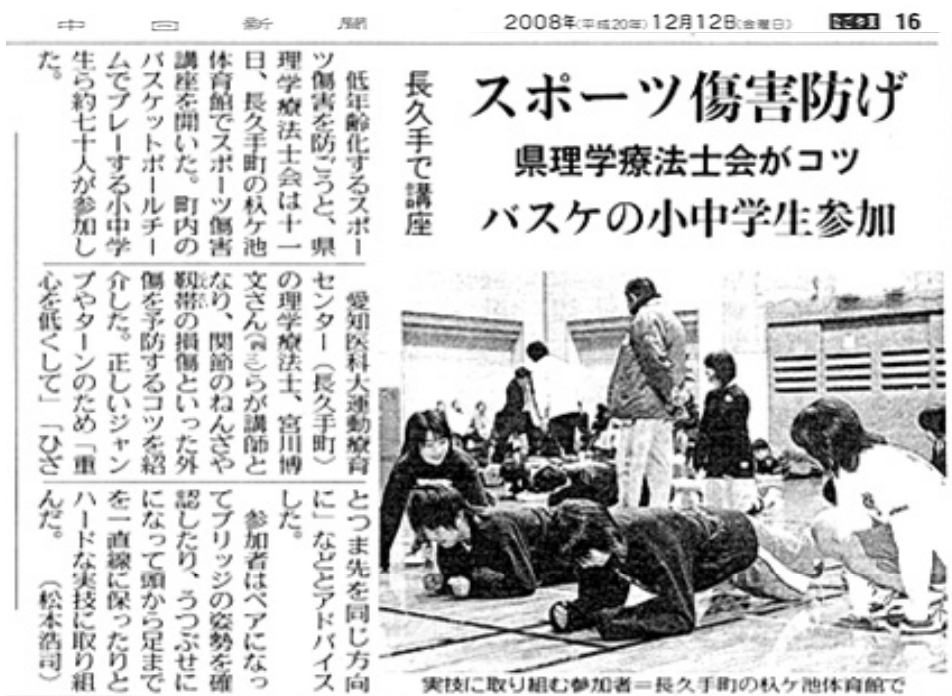 中日新聞
2008年(平成20年)12月12日(金曜日) 16
スポーツ傷害防げ
県理学療法士会がコツ
バスケの小中学生参加
長久手で講座
低年齢化するスポー
ツ傷害を防ごうと、県
理学療法士会は十一
日、長久手町の杁ケ池
体育館でスポーツ傷害
講座を開いた。町内の
バスケットボールチー
ムでプレーする小中学
生ら約七十人が参加し
た。
愛知医科大運動療育
センター(長久手町)
の理学療法士、宮川博
文さん らが講師と
なり、関節のねんざや
靱帯の損傷といった外
傷を予防するコツを紹
介した。正しいジャン
プやターンのため「重
心を低くして」「ひざ
とつま先を同じ方向
に」などとアドバイス
した。
参加者はペアになっ
てブリッジの姿勢を確
認したり、うつぶせに
になって頭から足まで
を一直線に保ったりと
ハードな実技に取り組
んだ。 (松本浩司)
実技に取り組む参加者=長久手町の杁ケ池体育館で